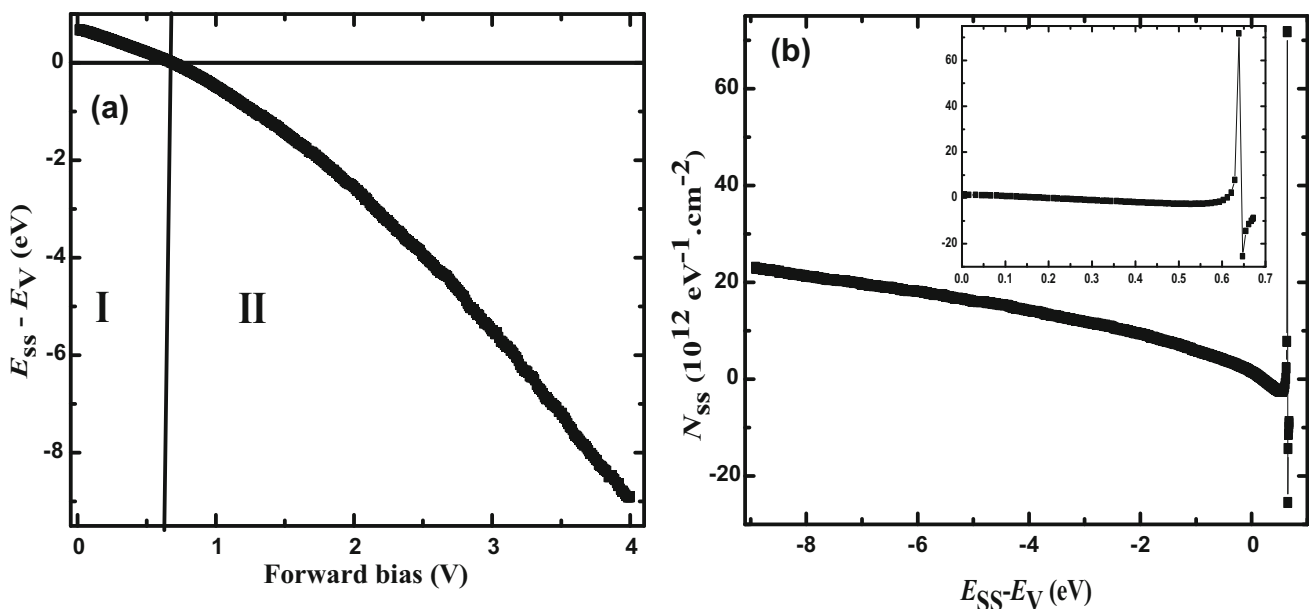 (a)
0
-2
-4
-6
-8
E_ss - E_V (eV)
I
II
0 1 2 3 4
Forward bias (V)
(b)
60
40
20
0
-20
N_ss (10^12 eV^-1.cm^-2)
60
40
20
0
-20
0.0 0.1 0.2 0.3 0.4 0.5 0.6 0.7
-8 -6 -4 -2 0
E_SS-E_V (eV)